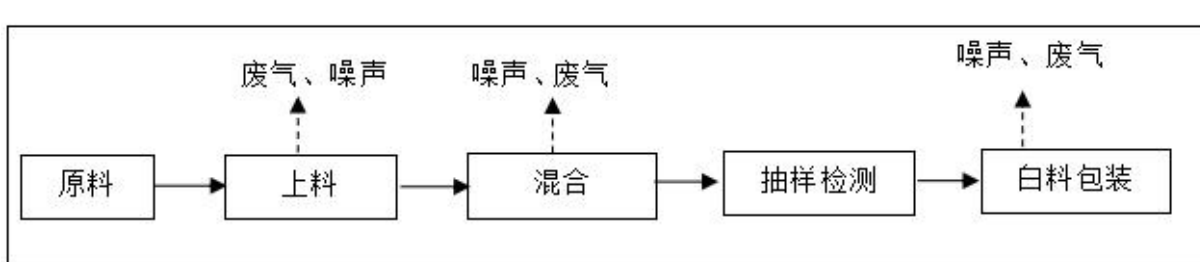 废气、噪声
噪声、废气
噪声、废气
原料
上料
混合
抽样检测
白料包装